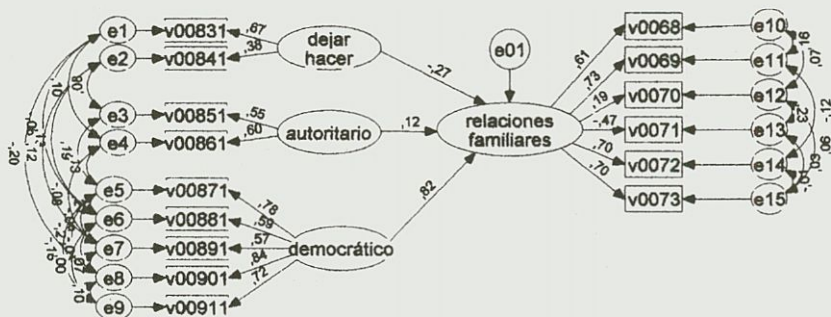 e1 v00831 ,67
e2 v00841 ,38
dejar
hacer
e3 v00851 ,55
e4 v00861 ,60
autoritario
e5 v00871 ,78
e6 v00881 ,59
e7 v00891 ,57
e8 v00901 ,84
e9 v00911 ,72
democrático
-,27
,12
,82
e01
relaciones
familiares
,61 v0068 e10
,73 v0069 e11
,19 v0070 e12
-,47 v0071 e13
,70 v0072 e14
,70 v0073 e15
,10
-,20
,12
,16
,07
-,12
,23
,06
,03
-,16
,00
,10